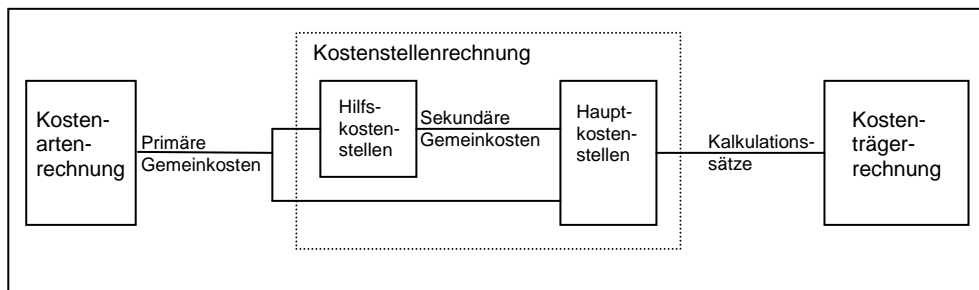 Kostenstellenrechnung
Kosten-
arten-
rechnung
Primäre
Gemeinkosten
Hilfs-
kosten-
stellen
Sekundäre
Gemeinkosten
Haupt-
kosten-
stellen
Kalkulations-
sätze
Kosten-
träger-
rechnung